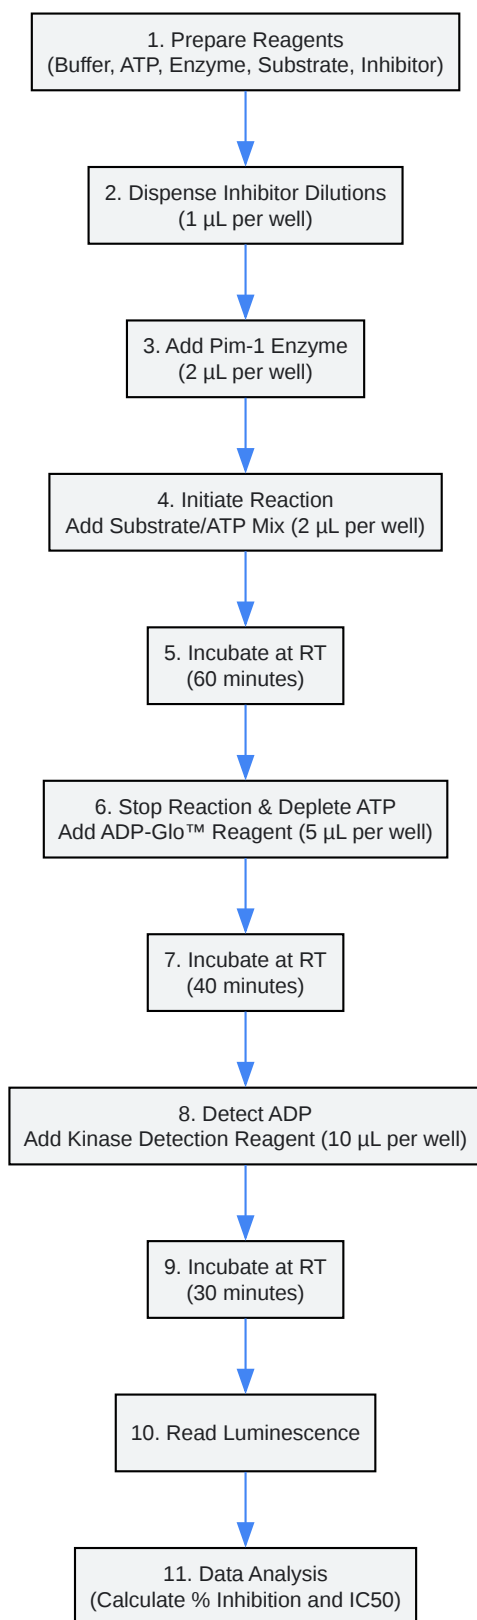 1. Prepare Reagents
(Buffer, ATP, Enzyme, Substrate, Inhibitor)
2. Dispense Inhibitor Dilutions
(1 µL per well)
3. Add Pim-1 Enzyme
(2 µL per well)
4. Initiate Reaction
Add Substrate/ATP Mix (2 µL per well)
5. Incubate at RT
(60 minutes)
6. Stop Reaction & Deplete ATP
Add ADP-Glo™ Reagent (5 µL per well)
7. Incubate at RT
(40 minutes)
8. Detect ADP
Add Kinase Detection Reagent (10 µL per well)
9. Incubate at RT
(30 minutes)
10. Read Luminescence
11. Data Analysis
(Calculate % Inhibition and IC50)